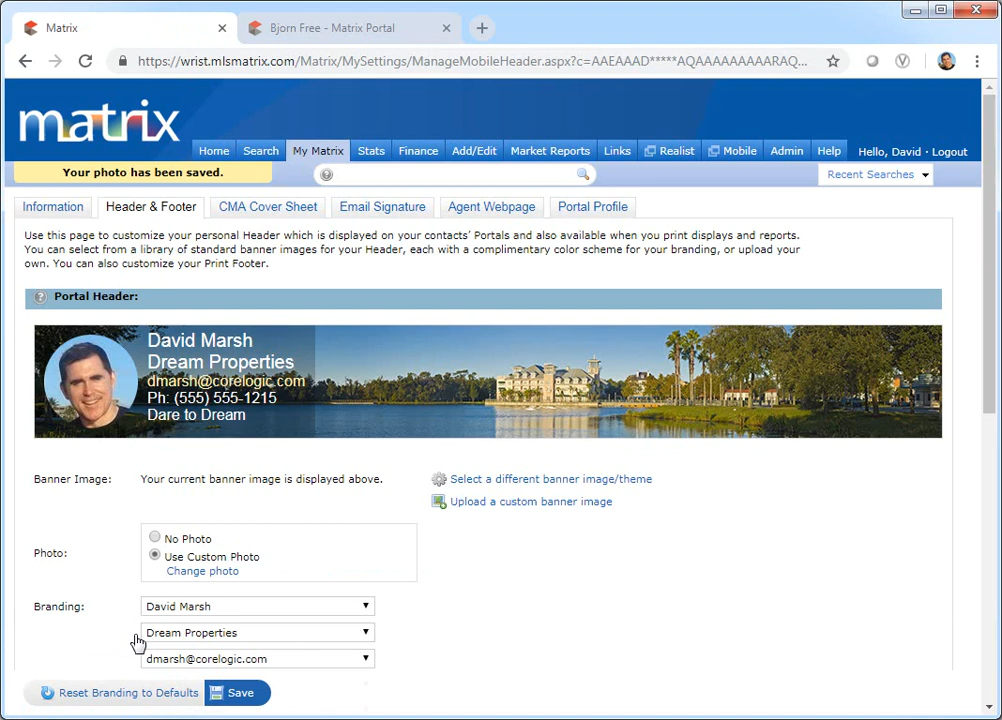 Matrix
Bjorn Free - Matrix Portal
https://wrist.mlsmatrix.com/Matrix/MySettings/ManageMobileHeader.aspx?c=AAEAAAD*****AQAAAAAAAAARAQ...
matrix
Home Search My Matrix Stats Finance Add/Edit Market Reports Links Realist Mobile Admin Help Hello, David · Logout
Your photo has been saved.
Recent Searches
Information Header & Footer CMA Cover Sheet Email Signature Agent Webpage Portal Profile
Use this page to customize your personal Header which is displayed on your contacts' Portals and also available when you print displays and reports.
You can select from a library of standard banner images for your Header, each with a complimentary color scheme for your branding, or upload your
own. You can also customize your Print Footer.
Portal Header:
David Marsh
Dream Properties
dmarsh@corelogic.com
Ph: (555) 555-1215
Dare to Dream
Banner Image: Your current banner image is displayed above. Select a different banner image/theme
Upload a custom banner image
No Photo
Photo: Use Custom Photo
Change photo
Branding: David Marsh
Dream Properties
dmarsh@corelogic.com
Reset Branding to Defaults Save